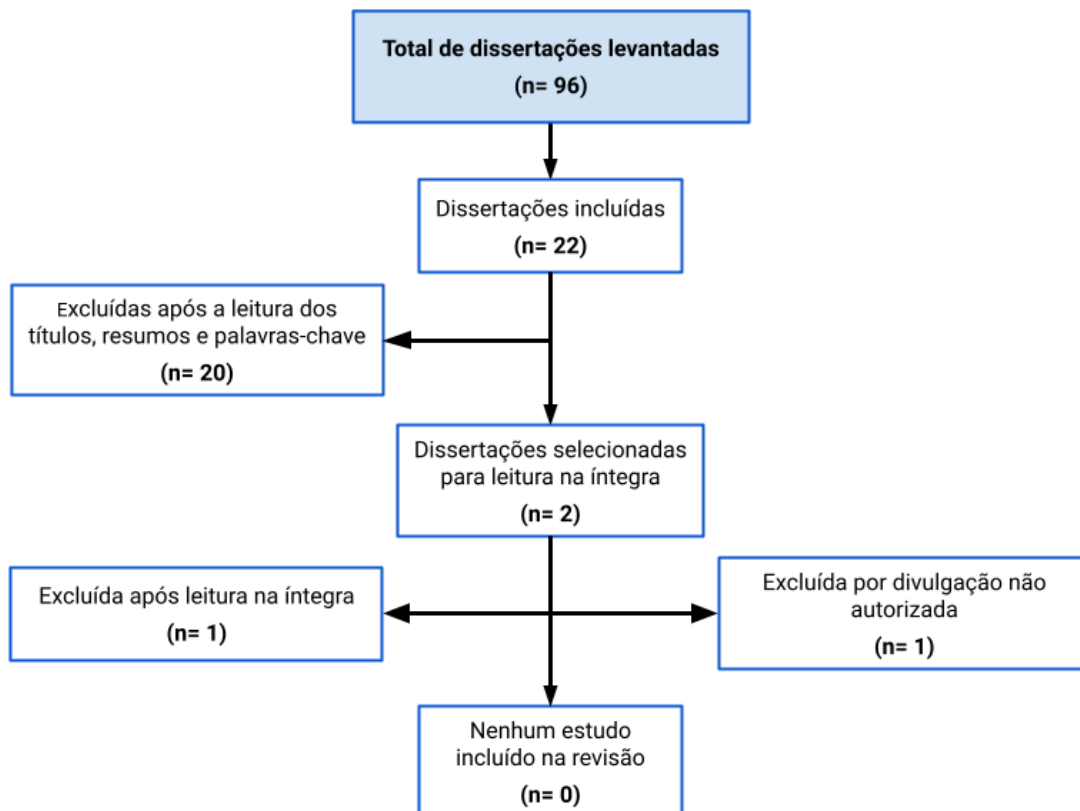 Total de dissertações levantadas
(n= 96)
Dissertações incluídas
(n= 22)
Excluídas após a leitura dos
títulos, resumos e palavras-chave
(n= 20)
Dissertações selecionadas
para leitura na íntegra
(n= 2)
Excluída após leitura na íntegra
(n= 1)
Excluída por divulgação não
autorizada
(n= 1)
Nenhum estudo
incluído na revisão
(n= 0)